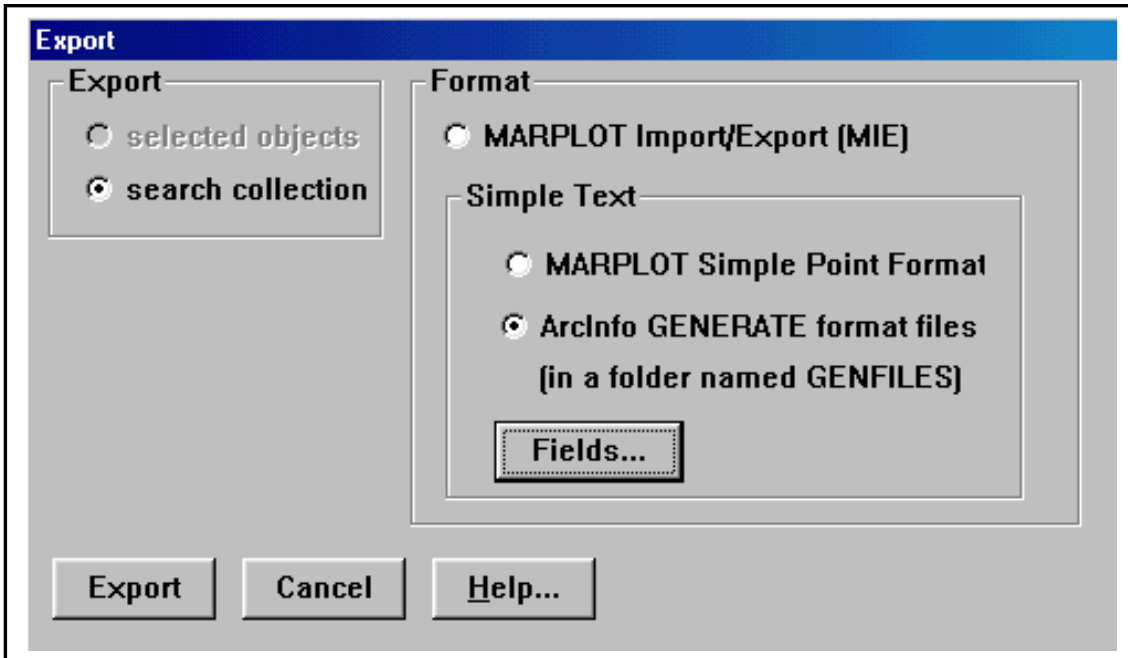 Export
Export
selected objects
search collection
Format
MARPLOT Import/Export (MIE)
Simple Text
MARPLOT Simple Point Format
ArcInfo GENERATE format files
(in a folder named GENFILES)
Fields...
Export
Cancel
Help...